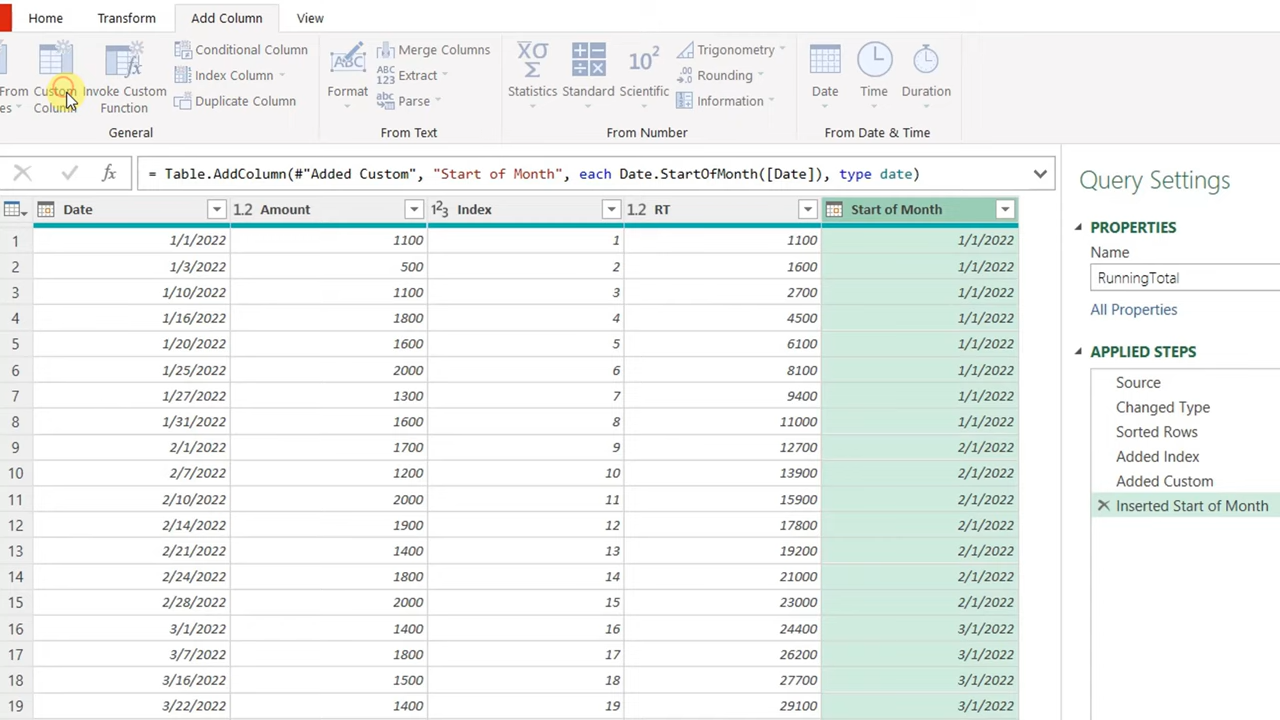 Home Transform Add Column View
From Custom Column Invoke Custom Function
Conditional Column
Index Column
Duplicate Column
General
Format
Merge Columns
Extract
Parse
From Text
Statistics Standard Scientific
Trigonometry
Rounding
Information
From Number
Date Time Duration
From Date & Time
= Table.AddColumn(#"Added Custom", "Start of Month", each Date.StartOfMonth([Date]), type date)
Date Amount Index RT Start of Month
1 1/1/2022 1100 1 1100 1/1/2022
2 1/3/2022 500 2 1600 1/1/2022
3 1/10/2022 1100 3 2700 1/1/2022
4 1/16/2022 1800 4 4500 1/1/2022
5 1/20/2022 1600 5 6100 1/1/2022
6 1/25/2022 2000 6 8100 1/1/2022
7 1/27/2022 1300 7 9400 1/1/2022
8 1/31/2022 1600 8 11000 1/1/2022
9 2/1/2022 1700 9 12700 2/1/2022
10 2/7/2022 1200 10 13900 2/1/2022
11 2/10/2022 2000 11 15900 2/1/2022
12 2/14/2022 1900 12 17800 2/1/2022
13 2/21/2022 1400 13 19200 2/1/2022
14 2/24/2022 1800 14 21000 2/1/2022
15 2/28/2022 2000 15 23000 2/1/2022
16 3/1/2022 1400 16 24400 3/1/2022
17 3/7/2022 1800 17 26200 3/1/2022
18 3/16/2022 1500 18 27700 3/1/2022
19 3/22/2022 1400 19 29100 3/1/2022
Query Settings
PROPERTIES
Name
RunningTotal
All Properties
APPLIED STEPS
Source
Changed Type
Sorted Rows
Added Index
Added Custom
Inserted Start of Month